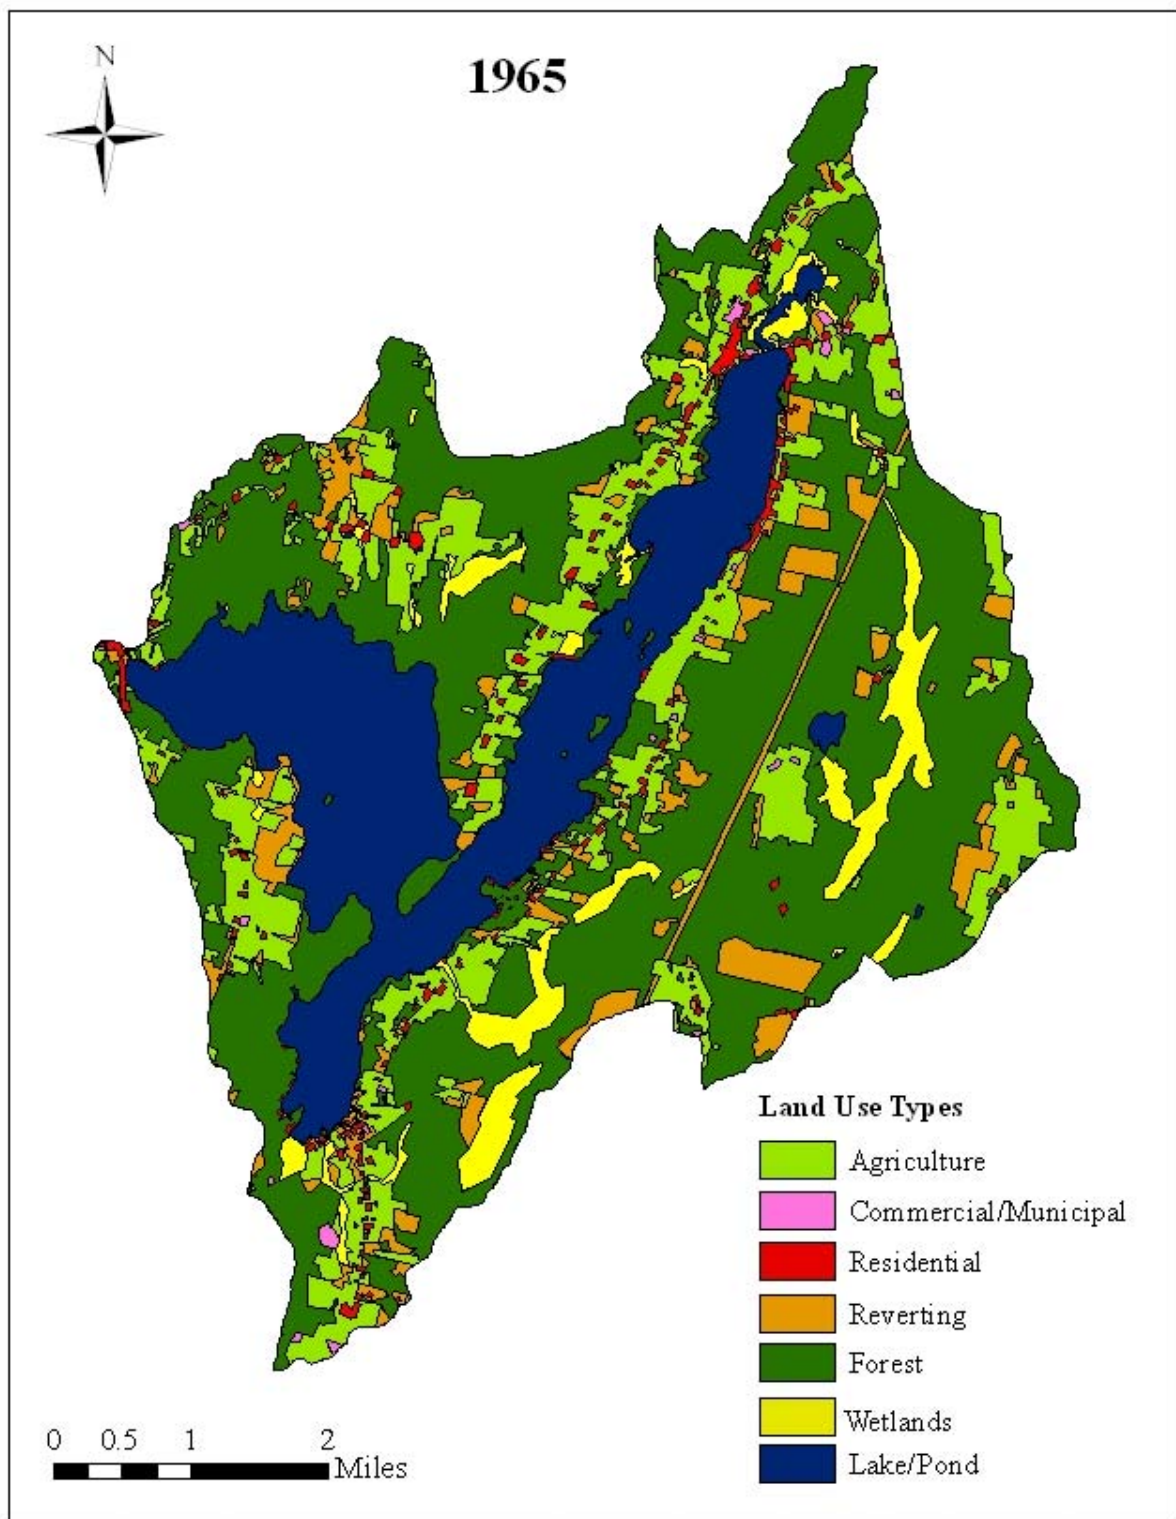 N
1965
Land Use Types
Agriculture
Commercial/Municipal
Residential
Reverting
Forest
Wetlands
Lake/Pond
0 0.5 1 2
Miles